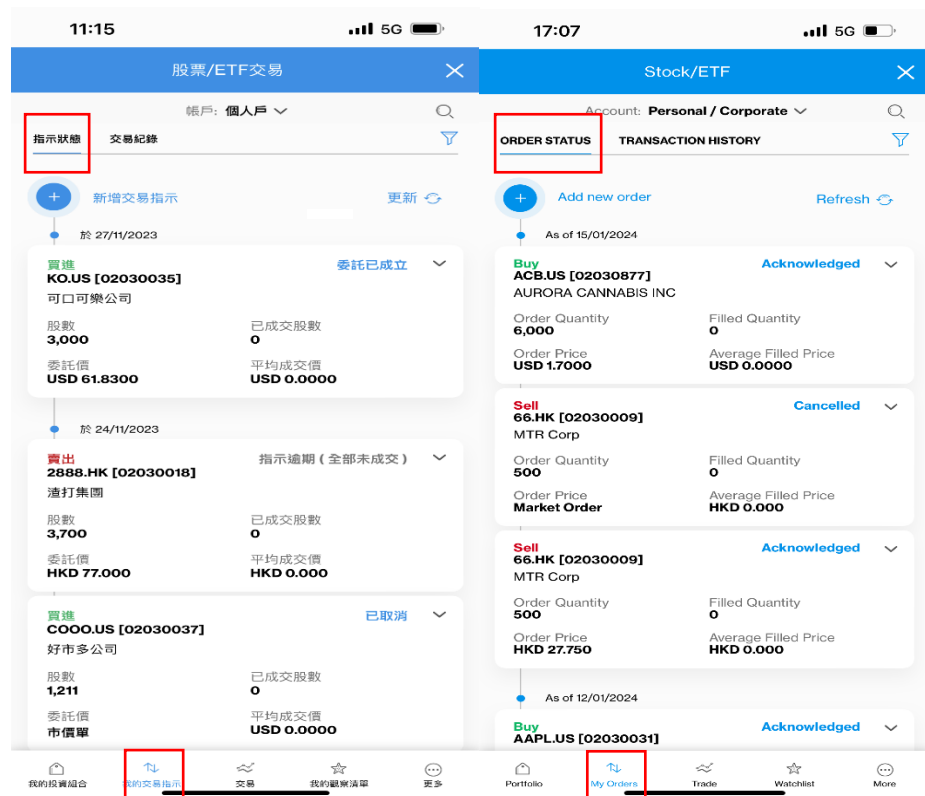 11:15
5G
股票/ETF交易
帳戶: 個人戶
指示狀態
交易紀錄
新增交易指示
更新
於 27/11/2023
買進
委託已成立
KO.US [02030035]
可口可樂公司
股數
已成交股數
3,000
0
委託價
平均成交價
USD 61.8300
USD 0.0000
於 24/11/2023
賣出
指示逾期 ( 全部未成交 )
2888.HK [02030018]
渣打集團
股數
已成交股數
3,700
0
委託價
平均成交價
HKD 77.000
HKD 0.000
買進
已取消
COOO.US [02030037]
好市多公司
股數
已成交股數
1,211
0
委託價
平均成交價
市價單
USD 0.0000
我的投資組合
我的交易指示
交易
我的觀察清單
更多
17:07
5G
Stock/ETF
Account: Personal / Corporate
ORDER STATUS
TRANSACTION HISTORY
Add new order
Refresh
As of 15/01/2024
Buy
Acknowledged
ACB.US [02030877]
AURORA CANNABIS INC
Order Quantity
Filled Quantity
6,000
0
Order Price
Average Filled Price
USD 1.7000
USD 0.0000
Sell
Cancelled
66.HK [02030009]
MTR Corp
Order Quantity
Filled Quantity
500
0
Order Price
Average Filled Price
Market Order
HKD 0.000
Sell
Acknowledged
66.HK [02030009]
MTR Corp
Order Quantity
Filled Quantity
500
0
Order Price
Average Filled Price
HKD 27.750
HKD 0.000
As of 12/01/2024
Buy
Acknowledged
AAPL.US [02030031]
Portfolio
My Orders
Trade
Watchlist
More